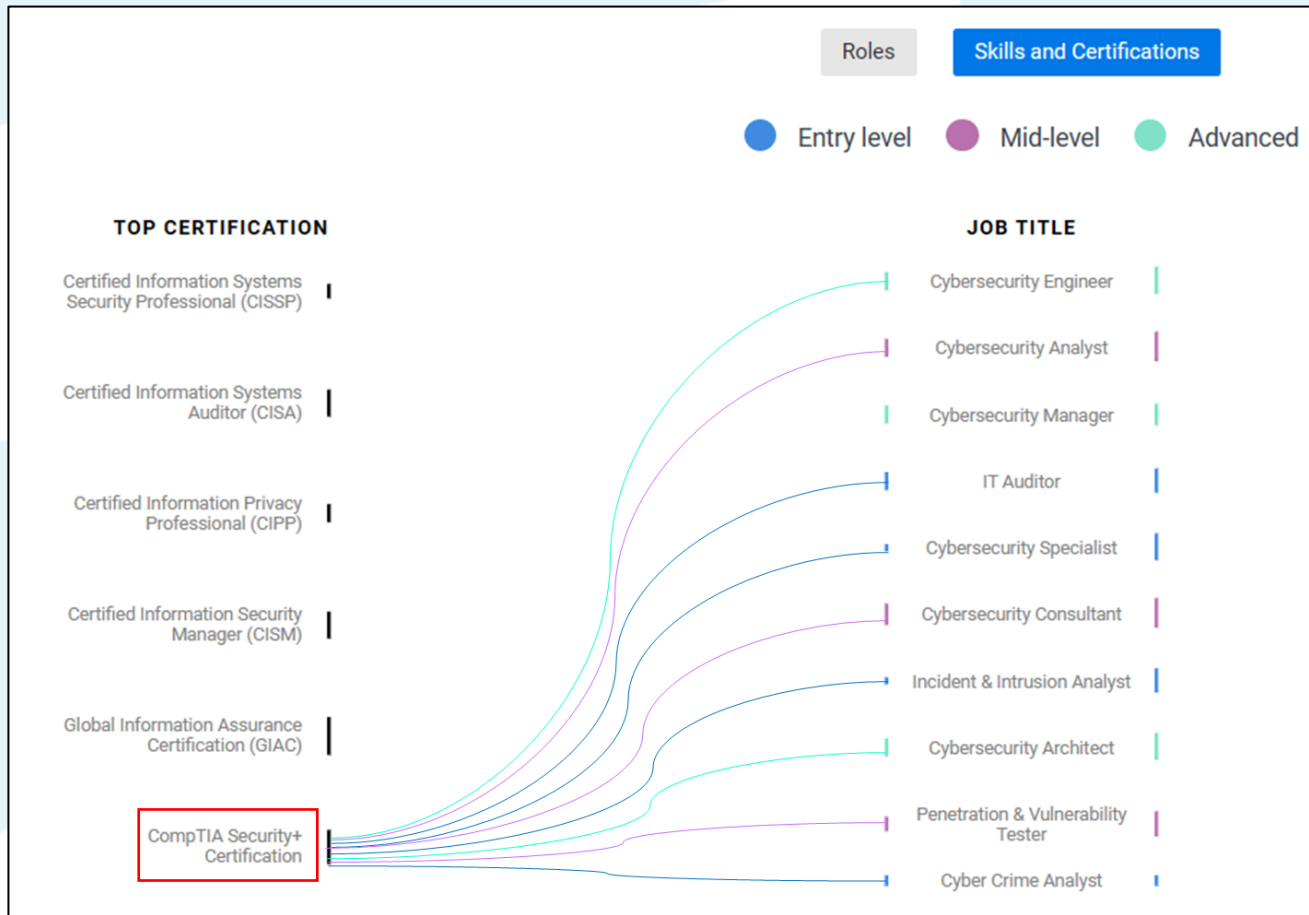 Roles
Skills and Certifications
Entry level
Mid-level
Advanced
TOP CERTIFICATION
Certified Information Systems
Security Professional (CISSP)
Certified Information Systems
Auditor (CISA)
Certified Information Privacy
Professional (CIPP)
Certified Information Security
Manager (CISM)
Global Information Assurance
Certification (GIAC)
CompTIA Security+
Certification
JOB TITLE
Cybersecurity Engineer
Cybersecurity Analyst
Cybersecurity Manager
IT Auditor
Cybersecurity Specialist
Cybersecurity Consultant
Incident & Intrusion Analyst
Cybersecurity Architect
Penetration & Vulnerability
Tester
Cyber Crime Analyst